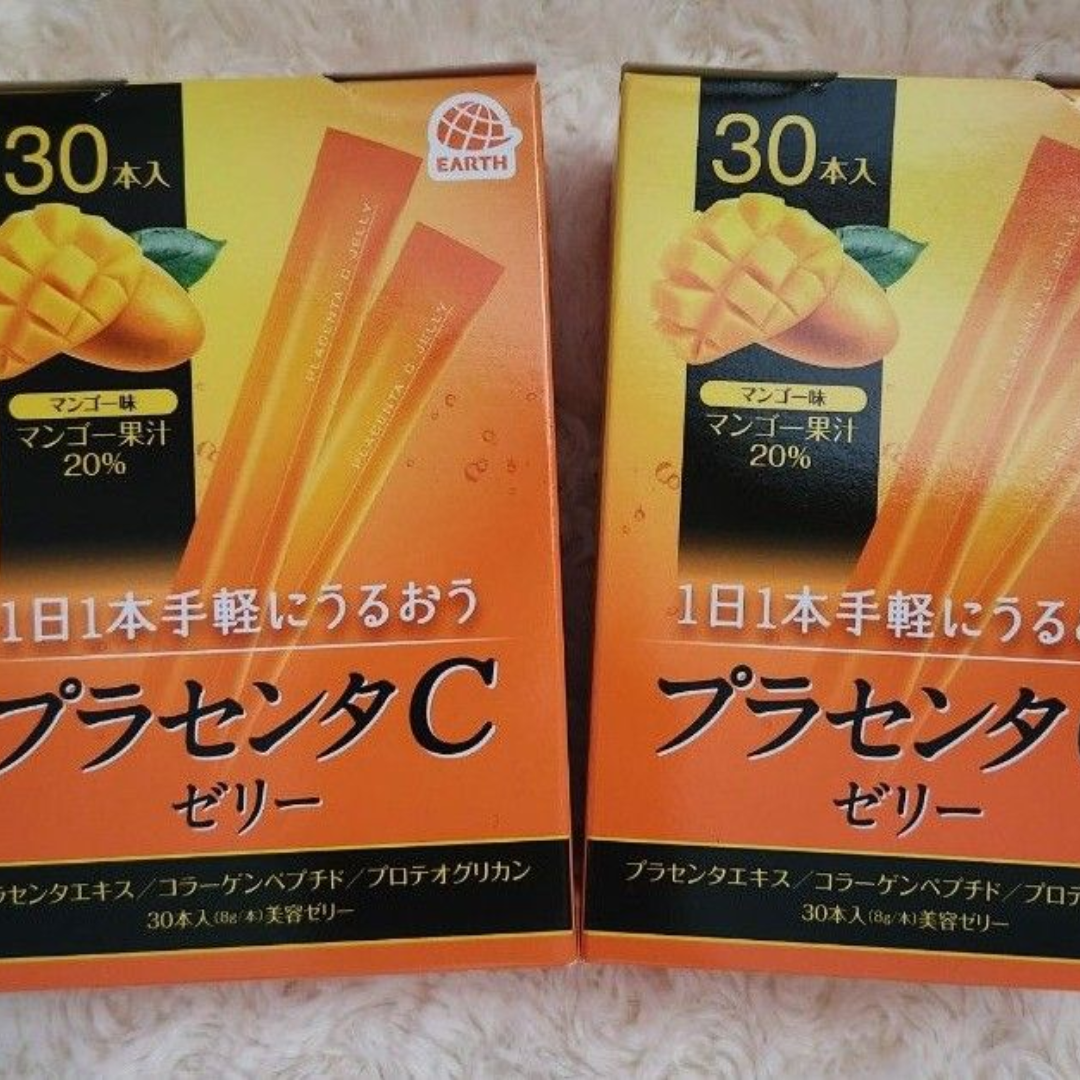 30本入
EARTH
PLACENTA C JELLY
PLACENTA C JELLY
マンゴー味
マンゴー果汁
20%
1日1本手軽にうるおう
プラセンタC
ゼリー
ラセンタエキス/コラーゲンペプチド/プロテオグリカン
30本入(8g/本)美容ゼリー
30本入
PLACENTA C JELLY
マンゴー味
マンゴー果汁
20%
1日1本手軽にうる
プラセンタ
ゼリー
プラセンタエキス/コラーゲンペプチド/プロテ
30本入(8g/本)美容ゼリー